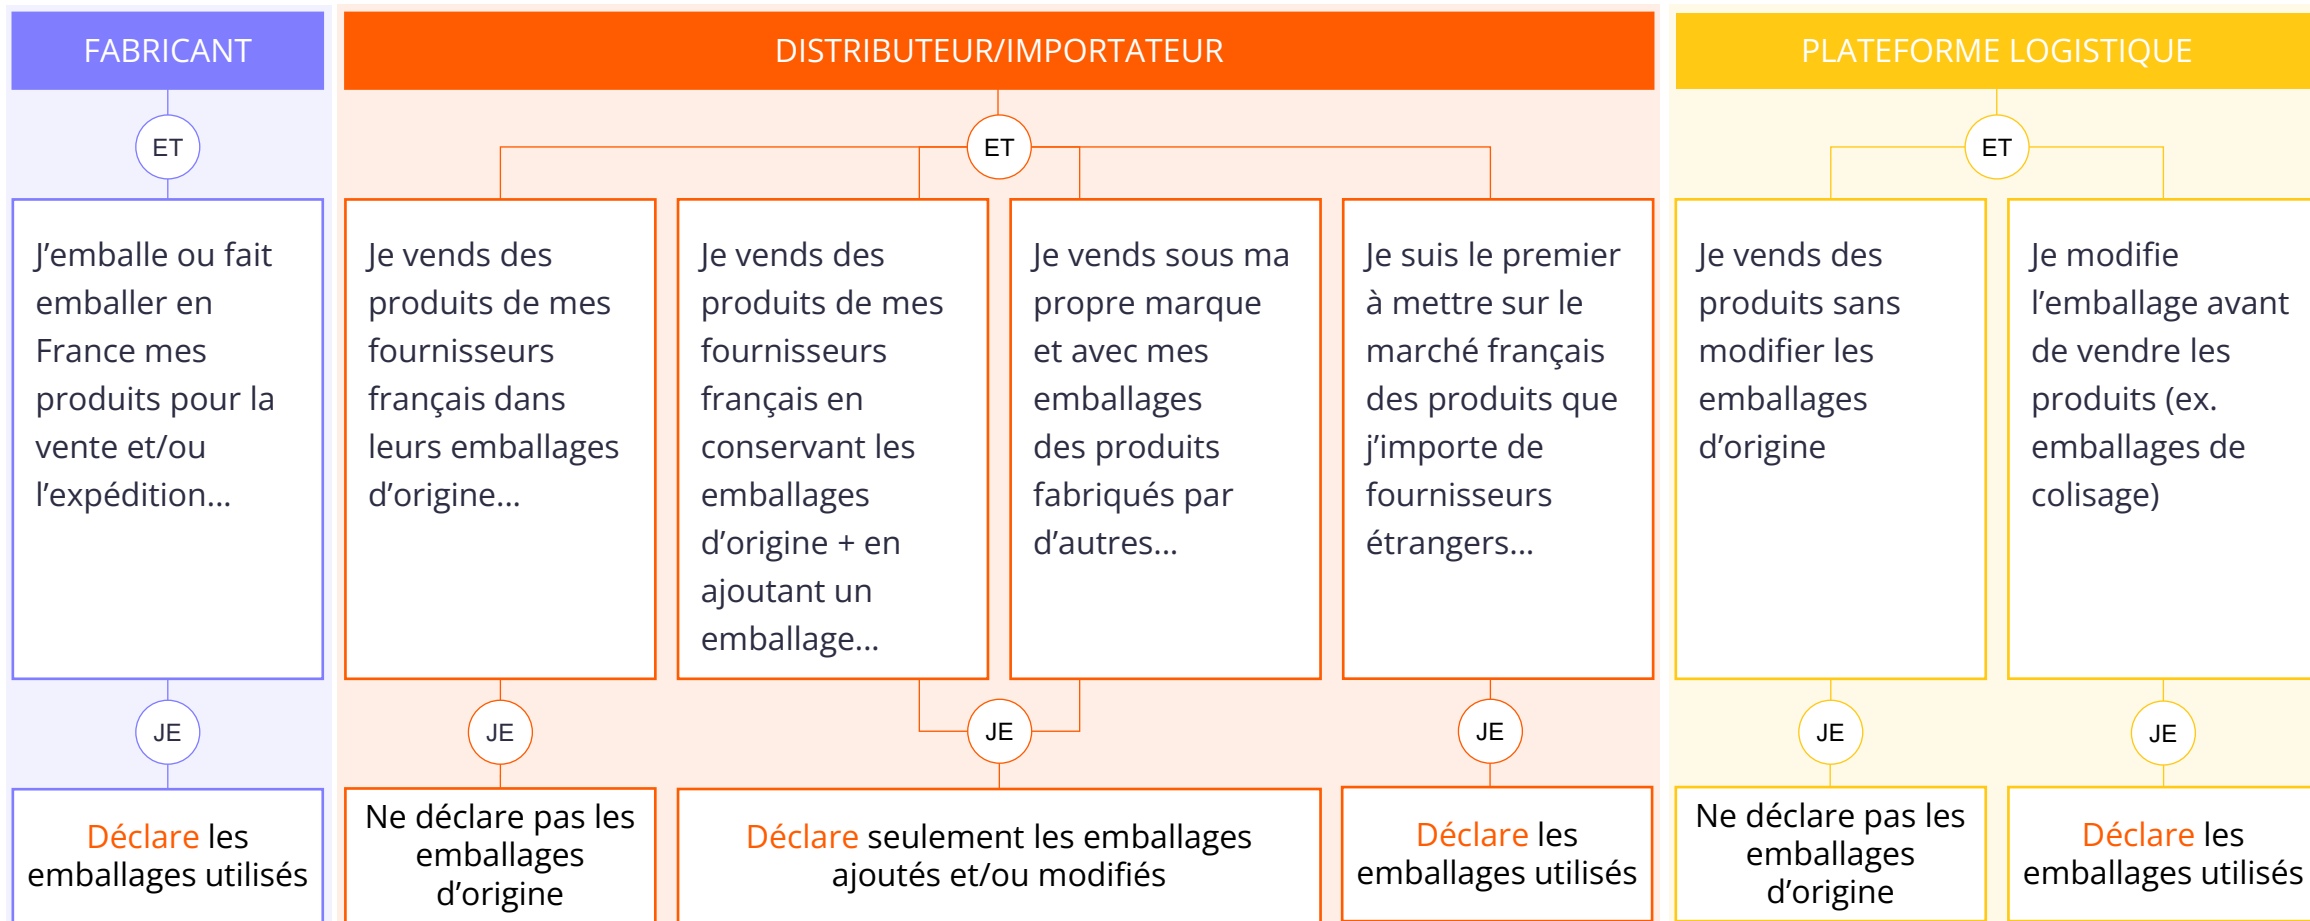 FABRICANT
ET
J’emballe ou fait
emballer en
France mes
produits pour la
vente et/ou
l’expédition...
JE
Déclare les
emballages utilisés
DISTRIBUTEUR/IMPORTATEUR
ET
Je vends des
produits de mes
fournisseurs
français dans
leurs emballages
d’origine...
JE
Ne déclare pas les
emballages
d’origine
Je vends des
produits de mes
fournisseurs
français en
conservant les
emballages
d’origine + en
ajoutant un
emballage...
Je vends sous ma
propre marque
et avec mes
emballages
des produits
fabriqués par
d’autres...
JE
Déclare seulement les emballages
ajoutés et/ou modifiés
Je suis le premier
à mettre sur le
marché français
des produits que
j’importe de
fournisseurs
étrangers...
JE
Déclare les
emballages utilisés
PLATEFORME LOGISTIQUE
ET
Je vends des
produits sans
modifier les
emballages
d’origine
JE
Ne déclare pas les
emballages
d’origine
Je modifie
l’emballage avant
de vendre les
produits (ex.
emballages de
colisage)
JE
Déclare les
emballages utilisés